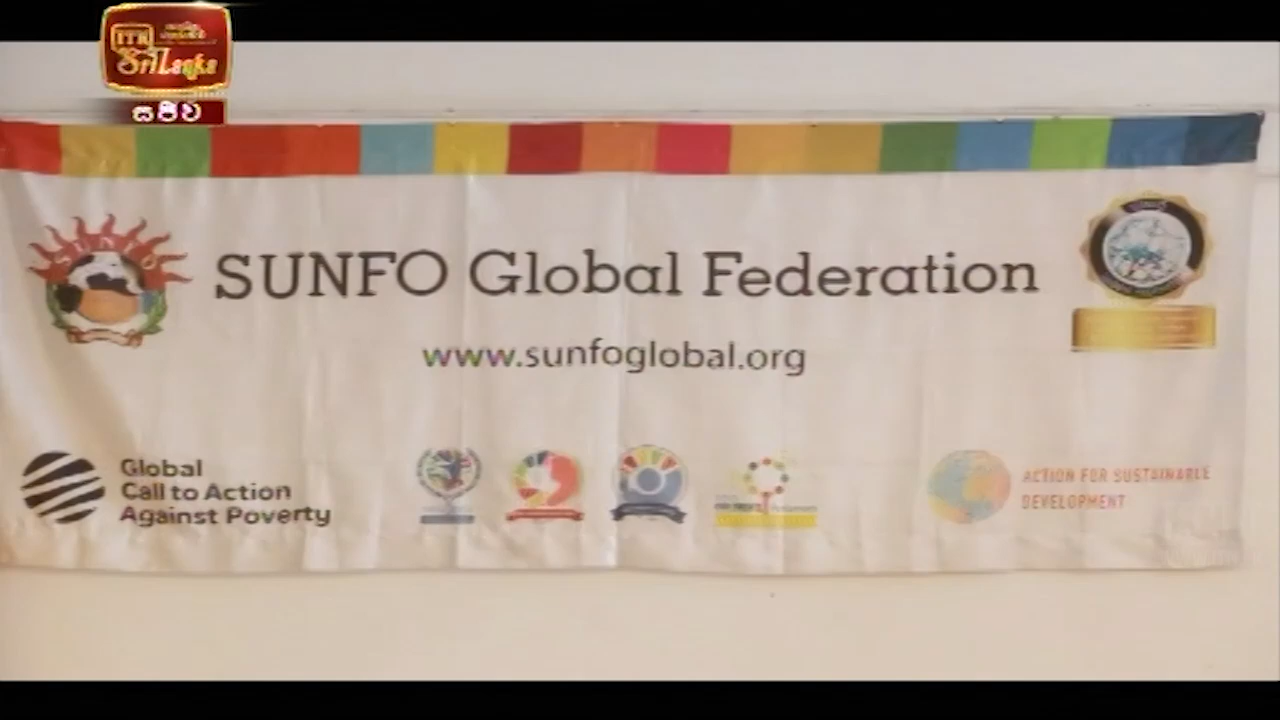 ITN
Sri Lanka
සජිවී
SUNFO
SUNFO Global Federation
www.sunfoglobal.org
Global
Call to Action
Against Poverty
ACTION FOR SUSTAINABLE
DEVELOPMENT